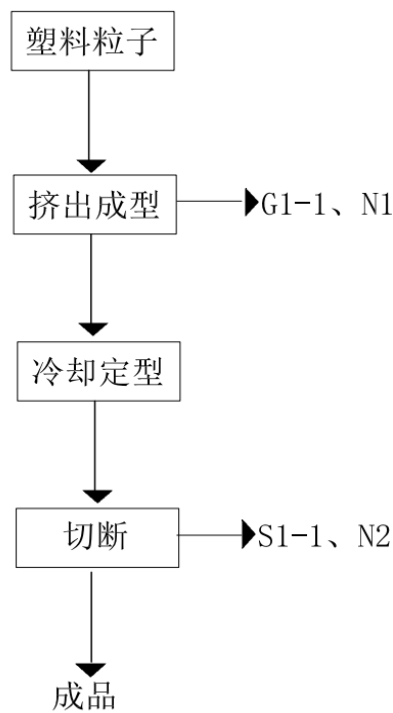 塑料粒子
挤出成型
G1-1、N1
冷却定型
切断
S1-1、N2
成品